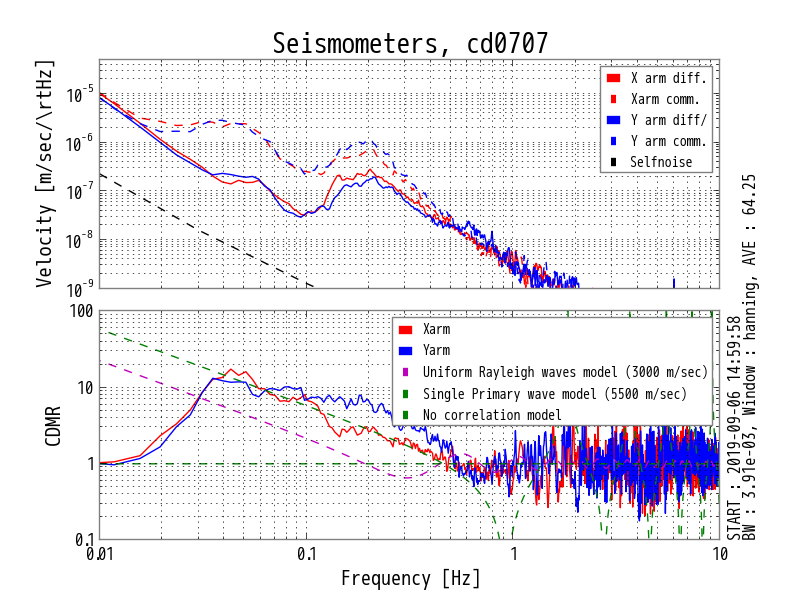 Seismometers, cd0707
Velocity [m/sec/\rtHz]
10^-5
10^-6
10^-7
10^-8
10^-9
X arm diff.
Xarm comm.
Y arm diff/
Y arm comm.
Selfnoise
CDMR
100
10
1
0.1
Xarm
Yarm
Uniform Rayleigh waves model (3000 m/sec)
Single Primary wave model (5500 m/sec)
No correlation model
0.01
0.1
1
10
Frequency [Hz]
START : 2019-09-06 14:59:58
BW : 3.91e-03, Window : hanning, AVE : 64.25